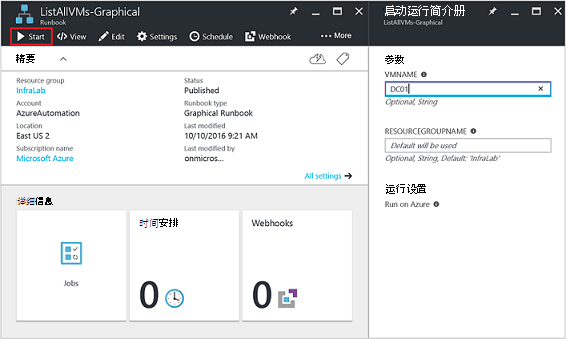 ListAllVMs-Graphical
Runbook
Start
View
Edit
Settings
Schedule
Webhook
More
精要
Resource group
InfraLab
Account
AzureAutomation
Location
East US 2
Subscription name
Microsoft Azure
Status
Published
Runbook type
Graphical Runbook
Last modified
10/10/2016 9:21 AM
Last modified by
onmicros...
All settings
详细信息
Jobs
时间安排
0
Webhooks
0
启动运行简介册
ListAllVMs-Graphical
参数
VMNAME
DC01
Optional, String
RESOURCEGROUPNAME
Default will be used
Optional, String, Default: 'InfraLab'
运行设置
Run on Azure